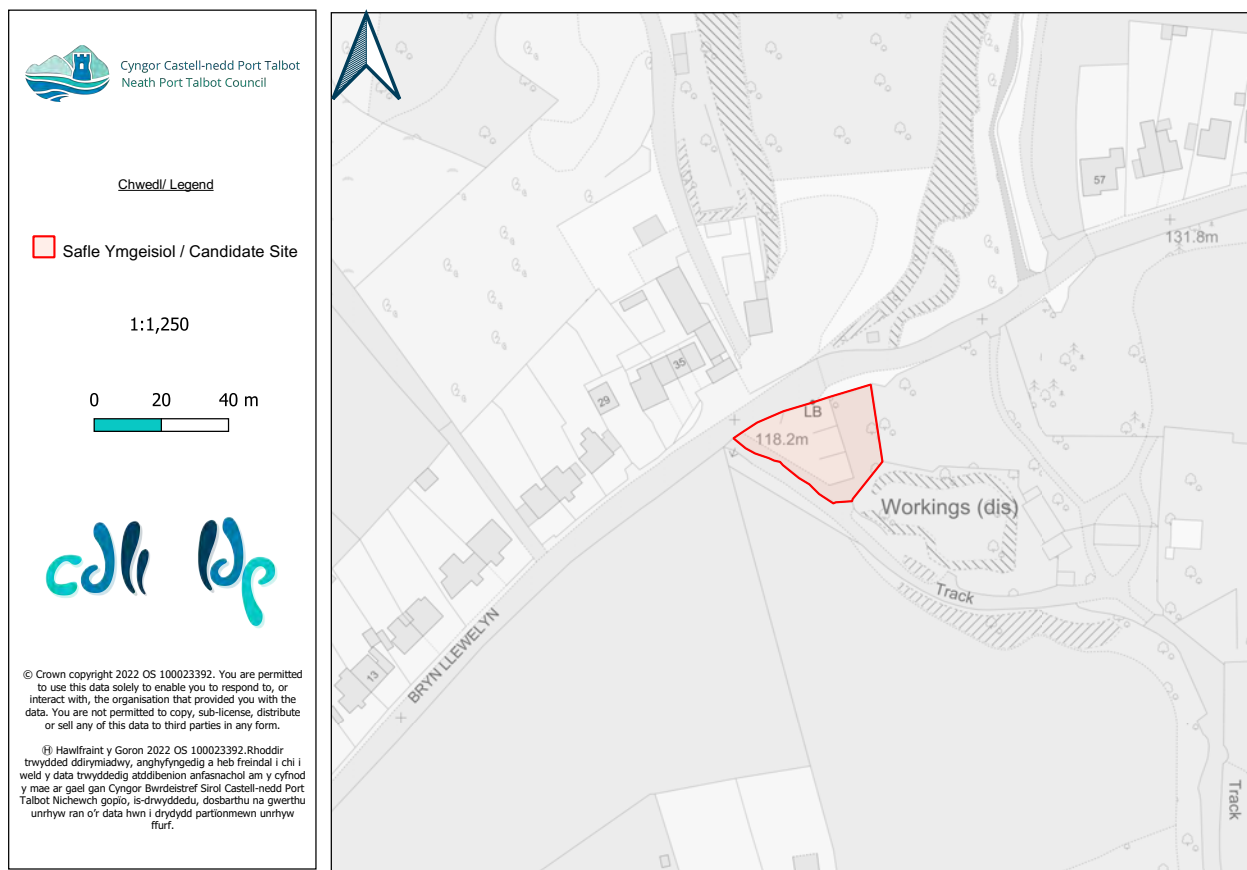 Cyngor Castell-nedd Port Talbot
Neath Port Talbot Council
Chwedl/ Legend
Safle Ymgeisiol / Candidate Site
1:1,250
0 20 40 m
cdll ldp
© Crown copyright 2022 OS 100023392. You are permitted
to use this data solely to enable you to respond to, or
interact with, the organisation that provided you with the
data. You are not permitted to copy, sub-license, distribute
or sell any of this data to third parties in any form.
Ⓗ Hawlfraint y Goron 2022 OS 100023392.Rhoddir
trwydded ddirymiadwy, anghyfyngedig a heb freindal i chi i
weld y data trwyddedig atddibenion anfasnachol am y cyfnod
y mae ar gael gan Cyngor Bwrdeistref Sirol Castell-nedd Port
Talbot Nichewch gopïo, is-drwyddedu, dosbarthu na gwerthu
unrhyw ran o'r data hwn i drydydd partïonmewn unrhyw
ffurf.
57
131.8m
35
29
LB
118.2m
Workings (dis)
Track
BRYN LLEWELYN
13
Track